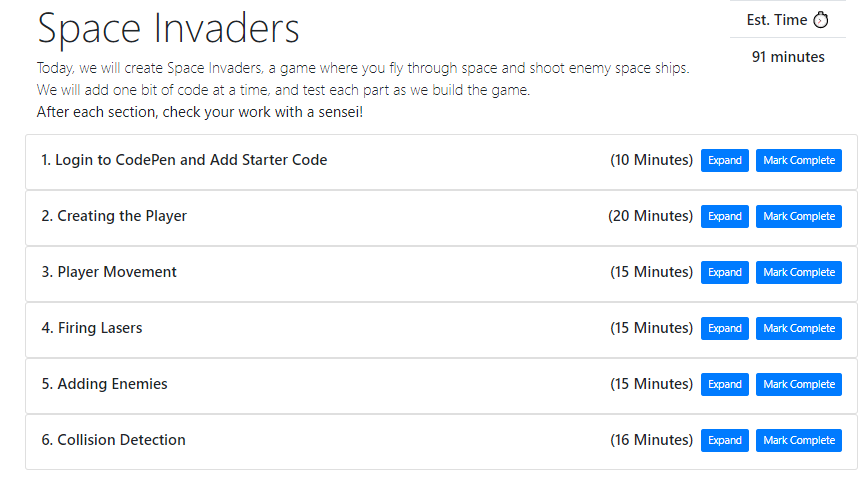 Space Invaders
Est. Time
91 minutes
Today, we will create Space Invaders, a game where you fly through space and shoot enemy space ships.
We will add one bit of code at a time, and test each part as we build the game.
After each section, check your work with a sensei!
1. Login to CodePen and Add Starter Code (10 Minutes) Expand Mark Complete
2. Creating the Player (20 Minutes) Expand Mark Complete
3. Player Movement (15 Minutes) Expand Mark Complete
4. Firing Lasers (15 Minutes) Expand Mark Complete
5. Adding Enemies (15 Minutes) Expand Mark Complete
6. Collision Detection (16 Minutes) Expand Mark Complete